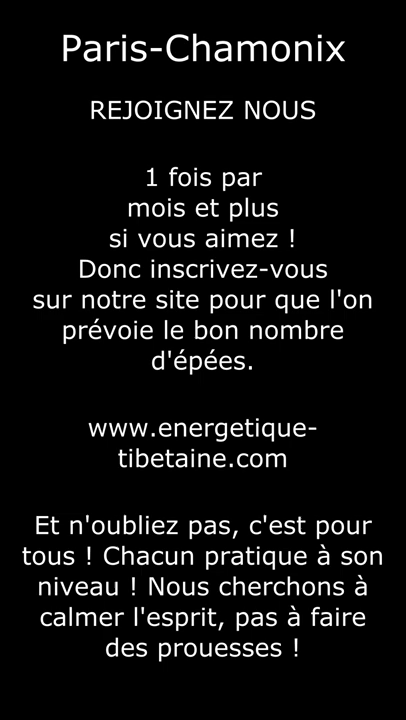 Paris-Chamonix
REJOIGNEZ NOUS
1 fois par
mois et plus
si vous aimez !
Donc inscrivez-vous
sur notre site pour que l'on
prévoie le bon nombre
d'épées.
www.energetique-
tibetaine.com
Et n'oubliez pas, c'est pour
tous ! Chacun pratique à son
niveau ! Nous cherchons à
calmer l'esprit, pas à faire
des prouesses !